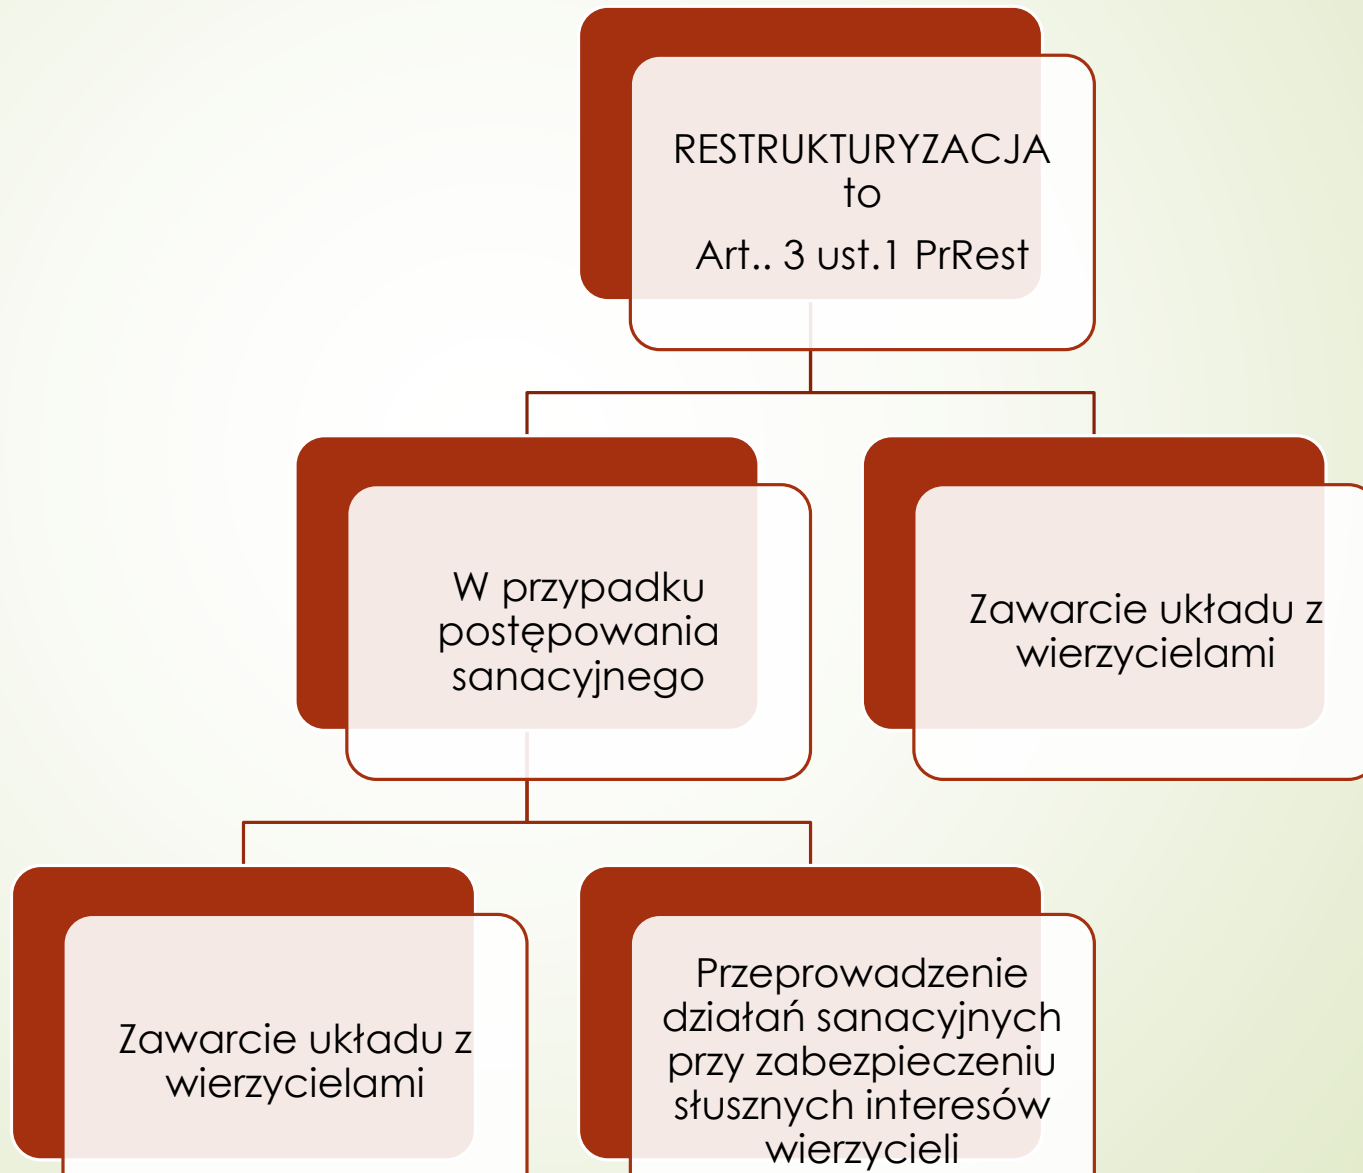 RESTRUKTURYZACJA
to
Art.. 3 ust.1 PrRest
W przypadku
postępowania
sanacyjnego
Zawarcie układu z
wierzycielami
Zawarcie układu z
wierzycielami
Przeprowadzenie
działań sanacyjnych
przy zabezpieczeniu
słusznych interesów
wierzycieli